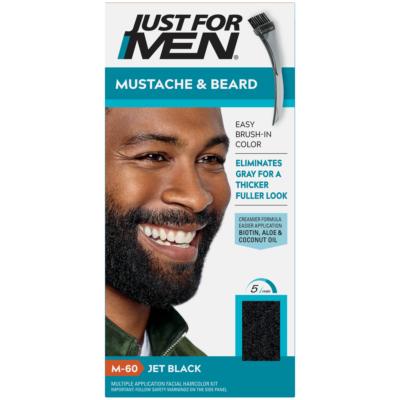 JUST FOR
MEN
MUSTACHE & BEARD
EASY
BRUSH-IN
COLOR
ELIMINATES
GRAY FOR A
THICKER
FULLER LOOK
CREAMIER FORMULA
EASIER APPLICATION
BIOTIN, ALOE &
COCONUT OIL
5/MIN
M-60 JET BLACK
MULTIPLE APPLICATION FACIAL HAIRCOLOR KIT
IMPORTANT: FOLLOW SAFETY WARNINGS ON THE SIDE PANEL